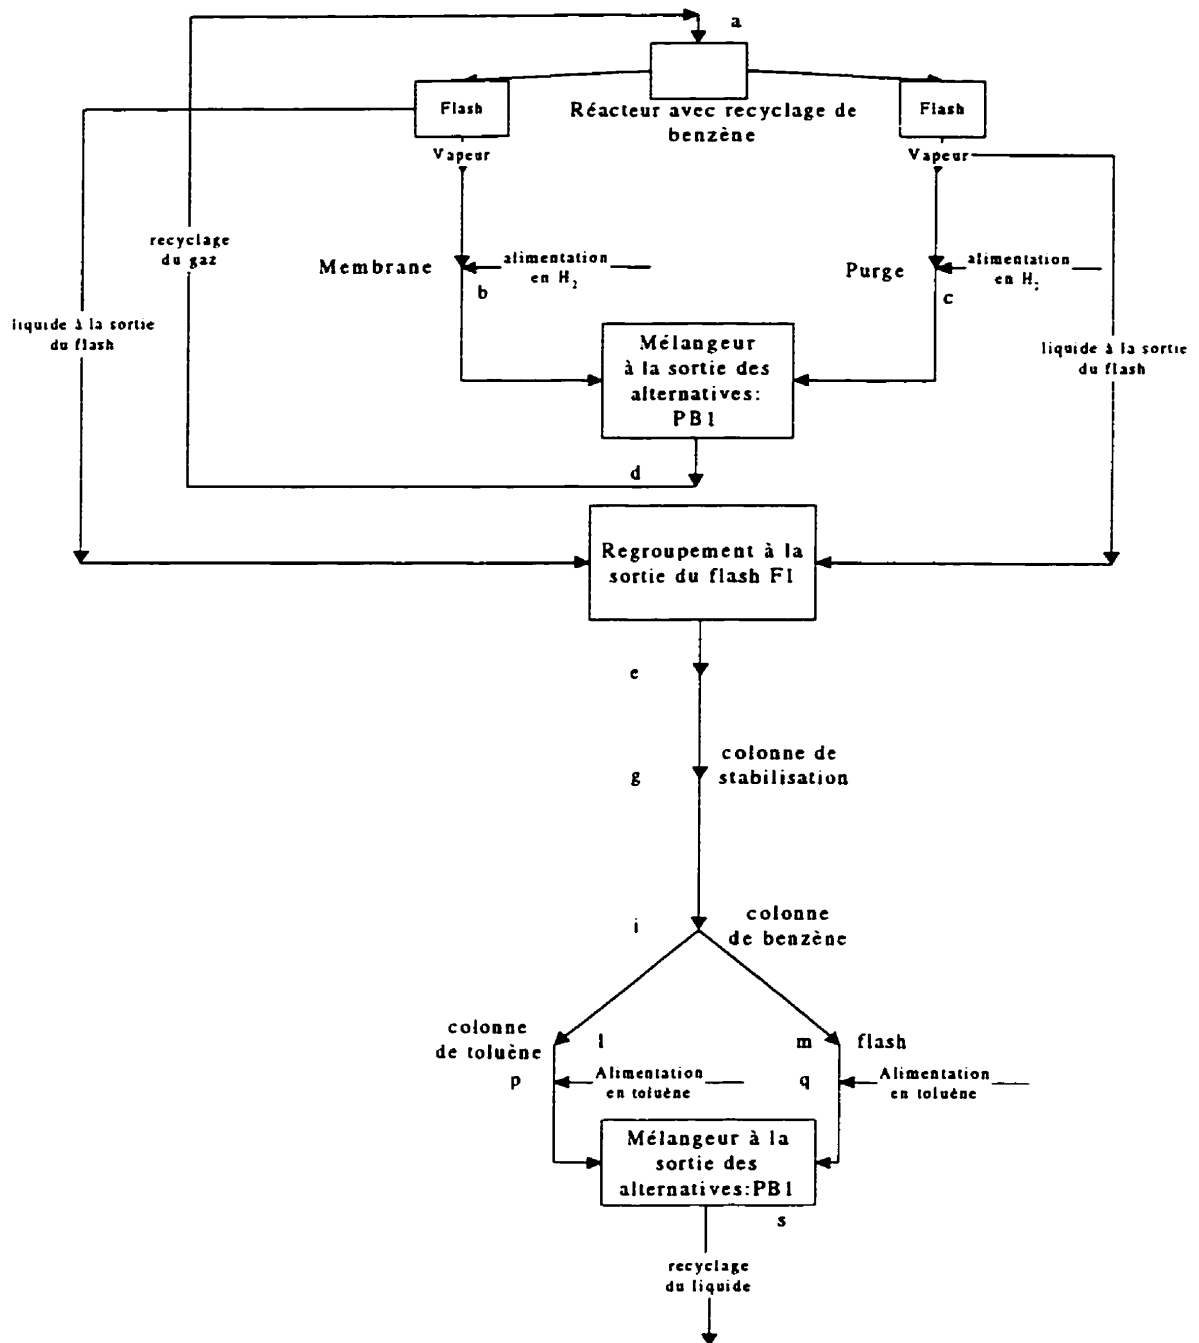 a
Flash
Réacteur avec recyclage de
benzène
Flash
Vapeur
Vapeur
recyclage
du gaz
Membrane
alimentation
en H2
b
Purge
alimentation
en H2
c
liquide à la sortie
du flash
Mélangeur
à la sortie des
alternatives:
PB1
liquide à la sortie
du flash
d
Regroupement à la
sortie du flash F1
e
colonne de
stabilisation
g
i
colonne
de benzène
colonne
de toluène
l
m
flash
p
Alimentation
en toluène
q
Alimentation
en toluène
Mélangeur à la
sortie des
alternatives:PB1
s
recyclage
du liquide